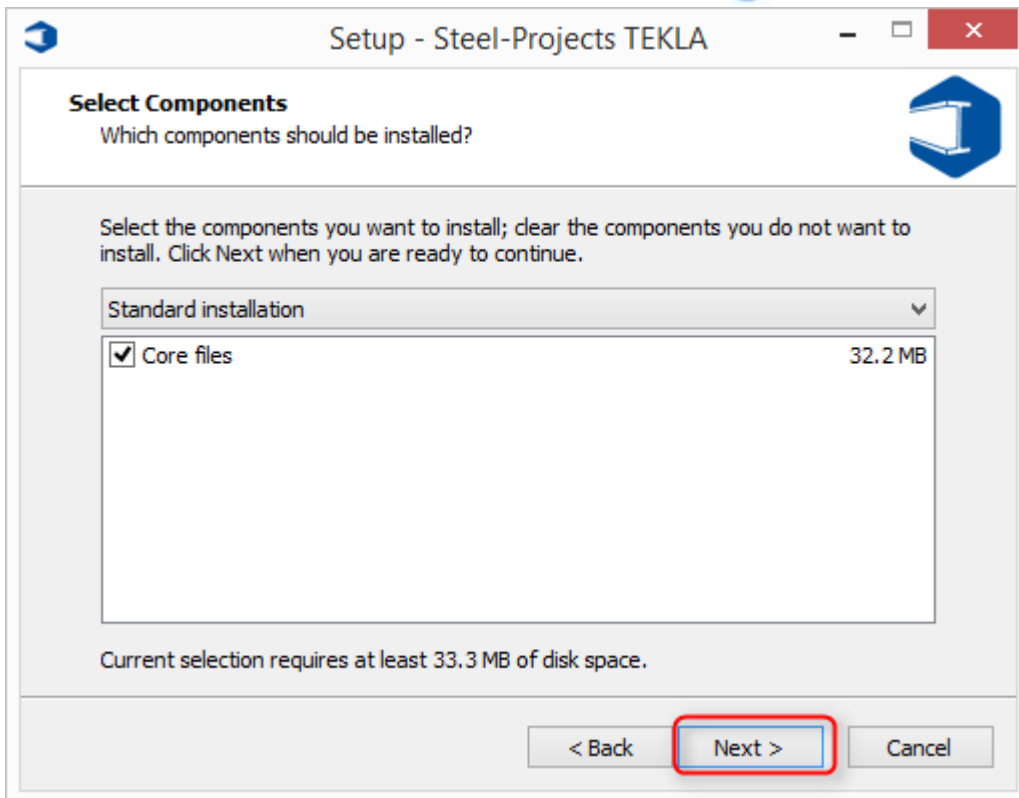 Setup - Steel-Projects TEKLA
Select Components
Which components should be installed?
Select the components you want to install; clear the components you do not want to
install. Click Next when you are ready to continue.
Standard installation
Core files 32.2 MB
Current selection requires at least 33.3 MB of disk space.
< Back Next > Cancel